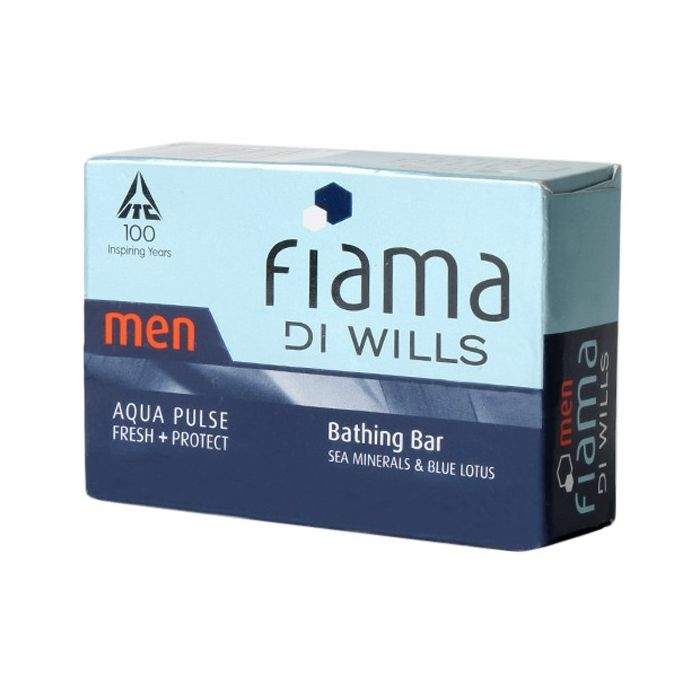 ITC
100
Inspiring Years
fiama
DI WILLS
men
AQUA PULSE
FRESH + PROTECT
Bathing Bar
SEA MINERALS & BLUE LOTUS
men
fiama
DI WILLS